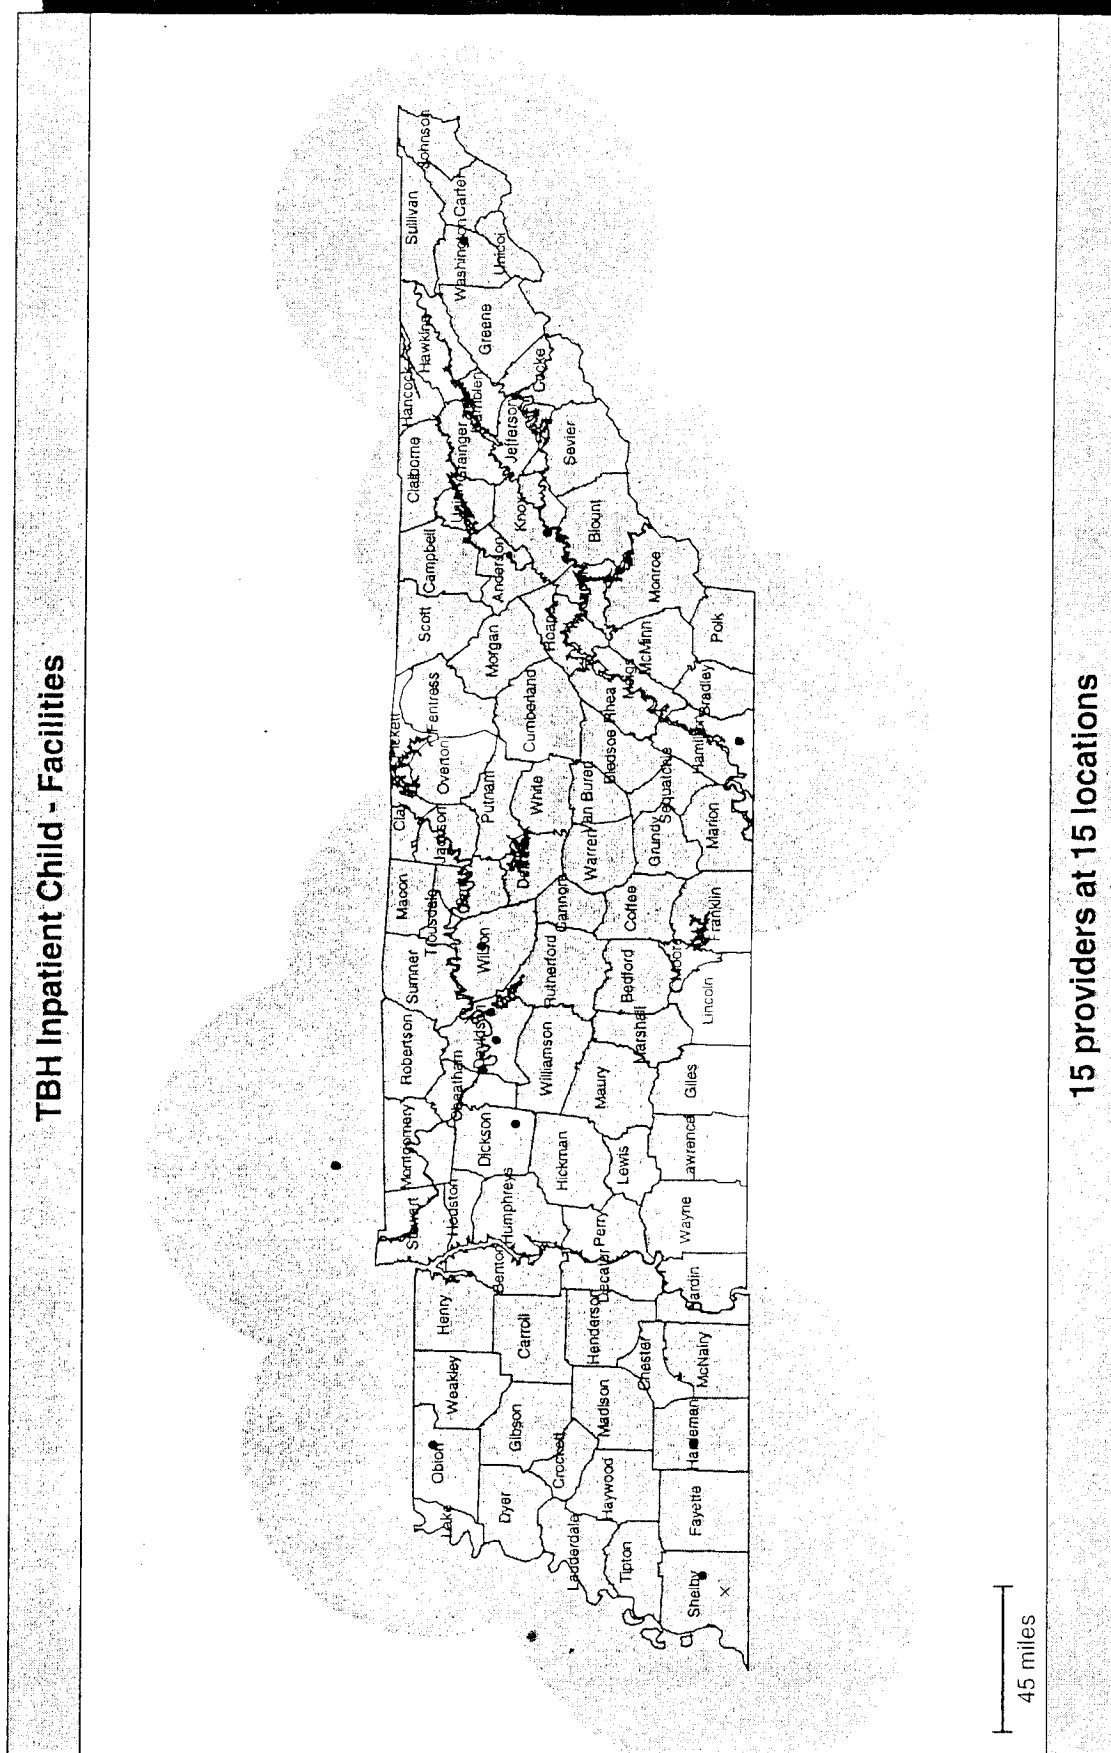 TBH Inpatient Child - Facilities
Johnson
Sullivan
Carter
Washington
Unicoi
Hawkins
Greene
Hancock
Cocke
Jefferson
Claiborne
Grainger
Sevier
Knox
Campbell
Blount
Anderson
Scott
Monroe
Morgan
Roane
McMinn
Polk
Meigs
Fentress
Cumberland
Rhea
Bradley
Pickett
Overton
Bledsoe
Hamilton
Putnam
White
Van Buren
Sequatchie
Clay
Jackson
Warren
Grundy
Marion
Macon
Trousdale
Cannon
Coffee
Franklin
Sumner
Wilson
Rutherford
Bedford
Moore
Lincoln
Robertson
Davidson
Williamson
Marshall
Cheatham
Maury
Giles
Montgomery
Dickson
Hickman
Lewis
Lawrence
Stewart
Houston
Humphreys
Perry
Wayne
Benton
Decatur
Hardin
Henry
Carroll
Henderson
Chester
McNairy
Weakley
Gibson
Madison
Hardeman
Obion
Crockett
Haywood
Fayette
Lake
Dyer
Lauderdale
Tipton
Shelby
45 miles
15 providers at 15 locations